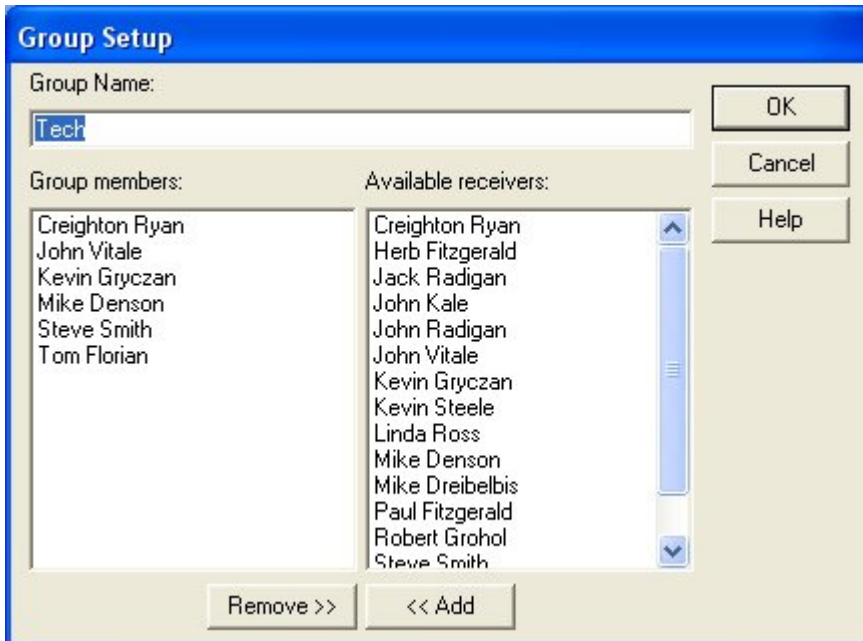 Group Setup
Group Name:
Tech
OK
Cancel
Help
Group members:
Creighton Ryan
John Vitale
Kevin Gryczan
Mike Denson
Steve Smith
Tom Florian
Available receivers:
Creighton Ryan
Herb Fitzgerald
Jack Radigan
John Kale
John Radigan
John Vitale
Kevin Gryczan
Kevin Steele
Linda Ross
Mike Denson
Mike Dreibelbis
Paul Fitzgerald
Robert Grohol
Steve Smith
Remove >>
<< Add